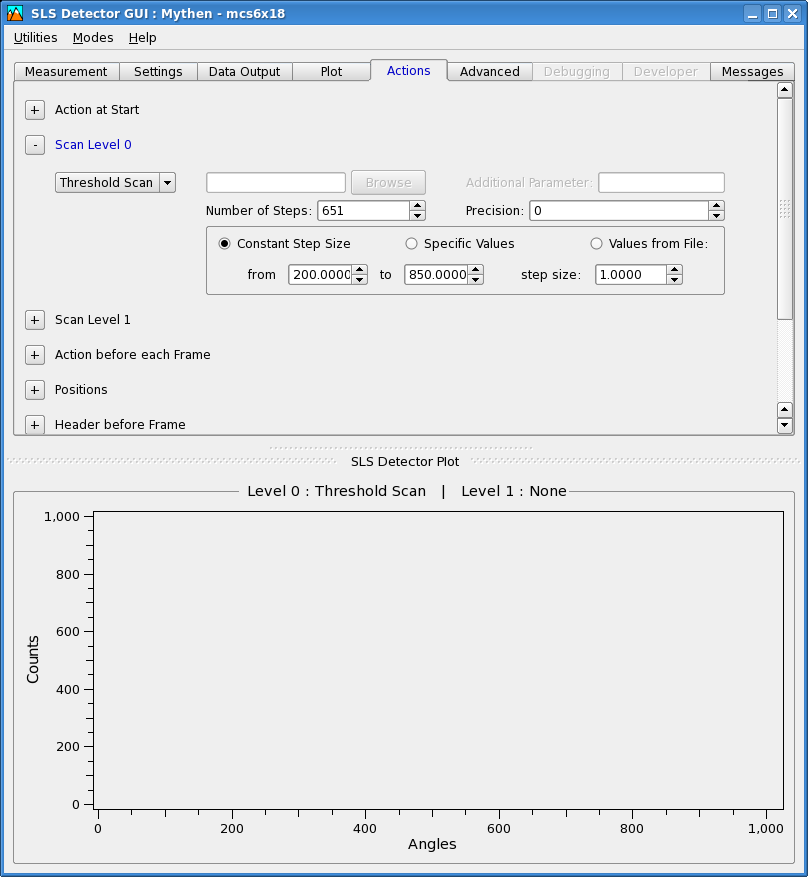 SLS Detector GUI : Mythen - mcs6x18
Utilities Modes Help
Measurement Settings Data Output Plot Actions Advanced Debugging Developer Messages
+ Action at Start
- Scan Level 0
Threshold Scan Browse Additional Parameter:
Number of Steps: 651 Precision: 0
Constant Step Size Specific Values Values from File:
from 200.0000 to 850.0000 step size: 1.0000
+ Scan Level 1
+ Action before each Frame
+ Positions
+ Header before Frame
SLS Detector Plot
Level 0 : Threshold Scan | Level 1 : None
1,000
800
600
400
200
0
Counts
0 200 400 600 800 1,000
Angles